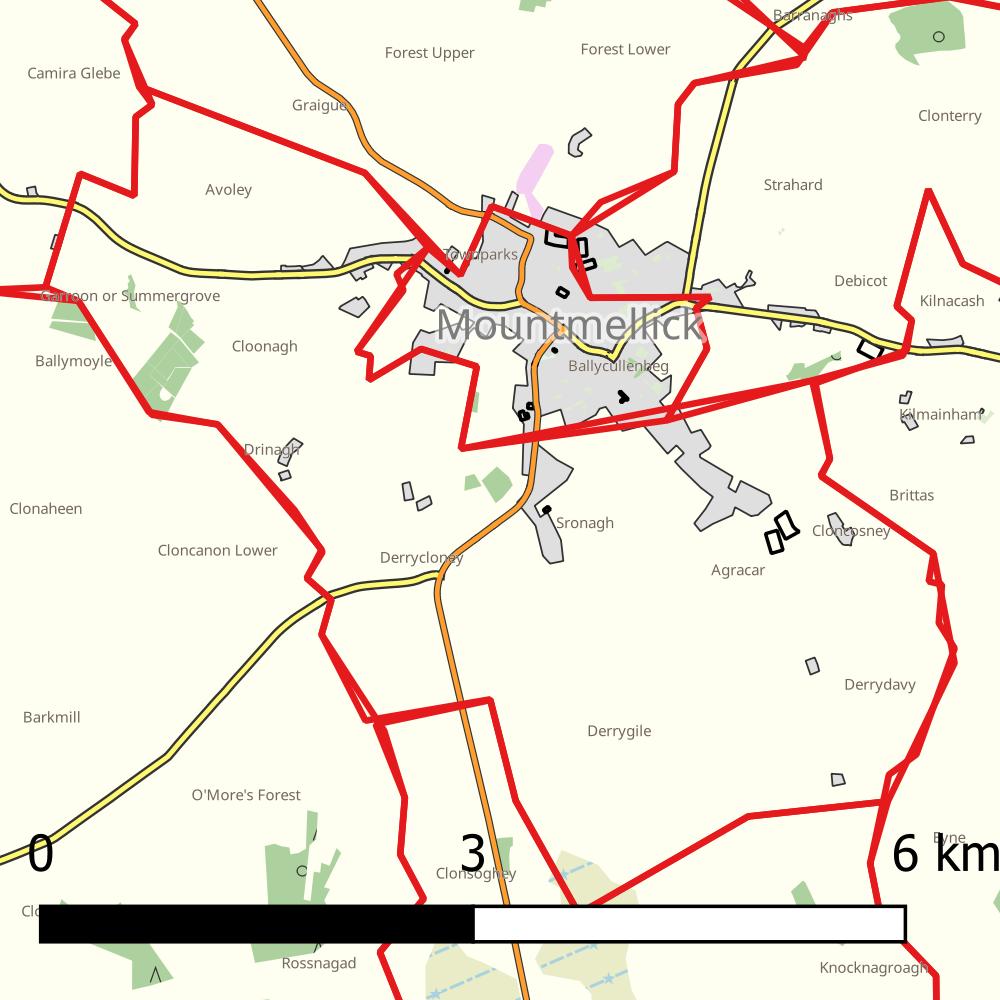 Barranaghs
Forest Upper
Forest Lower
Camira Glebe
Graigue
Clonterry
Avoley
Strahard
Townparks
Debicot
Garroon or Summergrove
Kilnacash
Mountmellick
Cloonagh
Ballymoyle
Ballycullenbeg
Kilmainham
Drinagh
Brittas
Clonaheen
Sronagh
Cloncosney
Cloncanon Lower
Derrycloney
Agracar
Derrydavy
Barkmill
Derrygile
O'More's Forest
Eyne
0 3 6 km
Clonsoghey
Rossnagad
Knocknagroagh